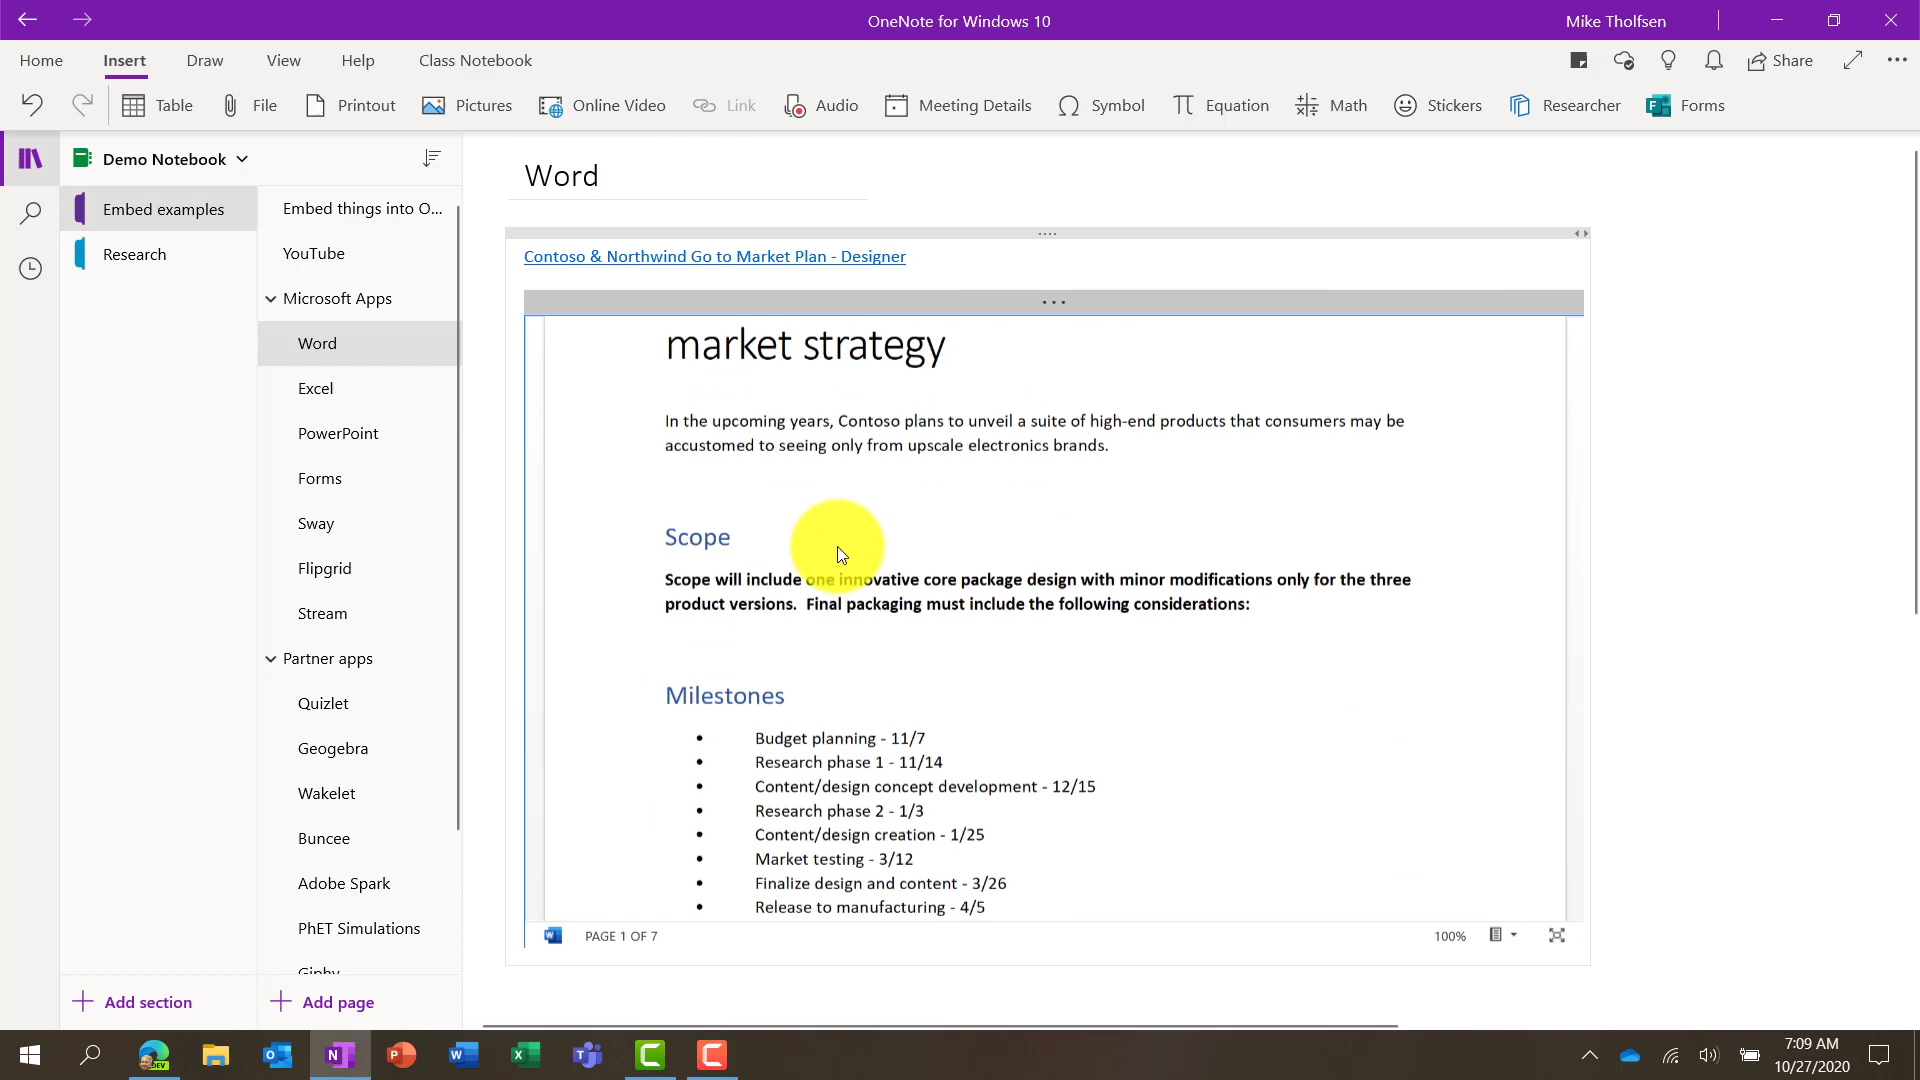 OneNote for Windows 10
Mike Tholfsen
Home
Insert
Draw
View
Help
Class Notebook
Share
Table
File
Printout
Pictures
Online Video
Link
Audio
Meeting Details
Symbol
Equation
Math
Stickers
Researcher
Forms
Demo Notebook
Embed examples
Research
Add section
Embed things into O...
YouTube
Microsoft Apps
Word
Excel
PowerPoint
Forms
Sway
Flipgrid
Stream
Partner apps
Quizlet
Geogebra
Wakelet
Buncee
Adobe Spark
PhET Simulations
Giphy
Add page
Word
Contoso & Northwind Go to Market Plan - Designer
market strategy
In the upcoming years, Contoso plans to unveil a suite of high-end products that consumers may be
accustomed to seeing only from upscale electronics brands.
Scope
Scope will include one innovative core package design with minor modifications only for the three
product versions.  Final packaging must include the following considerations:
Milestones
• Budget planning - 11/7
• Research phase 1 - 11/14
• Content/design concept development - 12/15
• Research phase 2 - 1/3
• Content/design creation - 1/25
• Market testing - 3/12
• Finalize design and content - 3/26
• Release to manufacturing - 4/5
PAGE 1 OF 7
100%
DEV
7:09 AM
10/27/2020